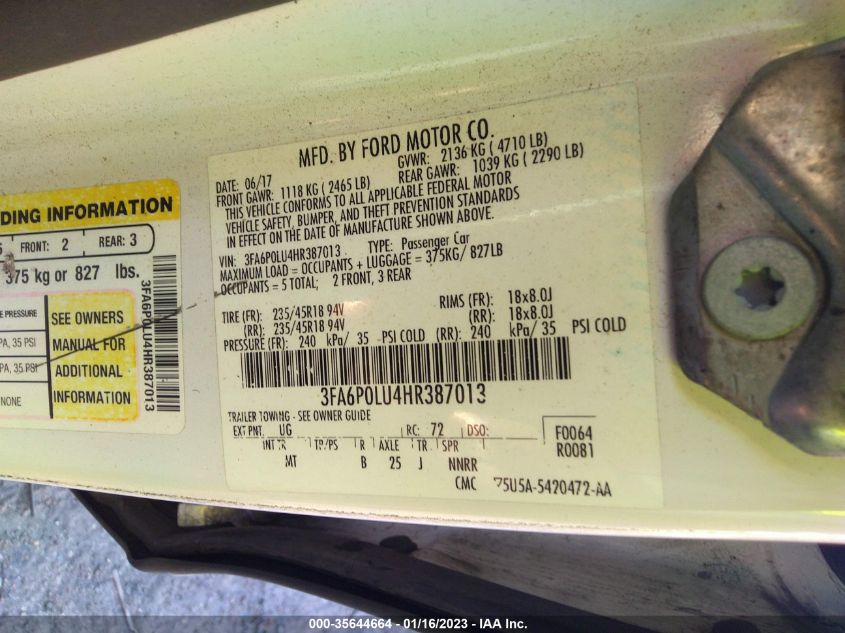 MFD. BY FORD MOTOR CO.
DATE: 06/17 GVWR: 2136 KG ( 4710 LB)
FRONT GAWR: 1118 KG ( 2465 LB) REAR GAWR: 1039 KG ( 2290 LB)
THIS VEHICLE CONFORMS TO ALL APPLICABLE FEDERAL MOTOR
VEHICLE SAFETY, BUMPER, AND THEFT PREVENTION STANDARDS
IN EFFECT ON THE DATE OF MANUFACTURE SHOWN ABOVE.
VIN: 3FA6P0LU4HR387013 TYPE: Passenger Car
MAXIMUM LOAD = OCCUPANTS + LUGGAGE = 375KG/ 827LB
OCCUPANTS = 5 TOTAL; 2 FRONT, 3 REAR
TIRE (FR): 235/45R18 94V RIMS (FR): 18x8.0J
(RR): 235/45R18 94V (RR): 18x8.0J
PRESSURE (FR): 240 kPa/ 35 PSI COLD (RR): 240 kPa/ 35 PSI COLD
3FA6P0LU4HR387013
TRAILER TOWING - SEE OWNER GUIDE
EXT PNT: UG RC: 72 DSO: F0064
INT TR TP/PS R AXLE TR SPR R0081
MT B 25 J NNRR
CMC 75U5A-5420472-AA
DING INFORMATION
5 FRONT: 2 REAR: 3
375 kg or 827 lbs.
E PRESSURE
PA, 35 PSI
PA, 35 PSI
NONE
SEE OWNERS
MANUAL FOR
ADDITIONAL
INFORMATION
3FA6P0LU4HR387013
000-35644664 - 01/16/2023 - IAA Inc.